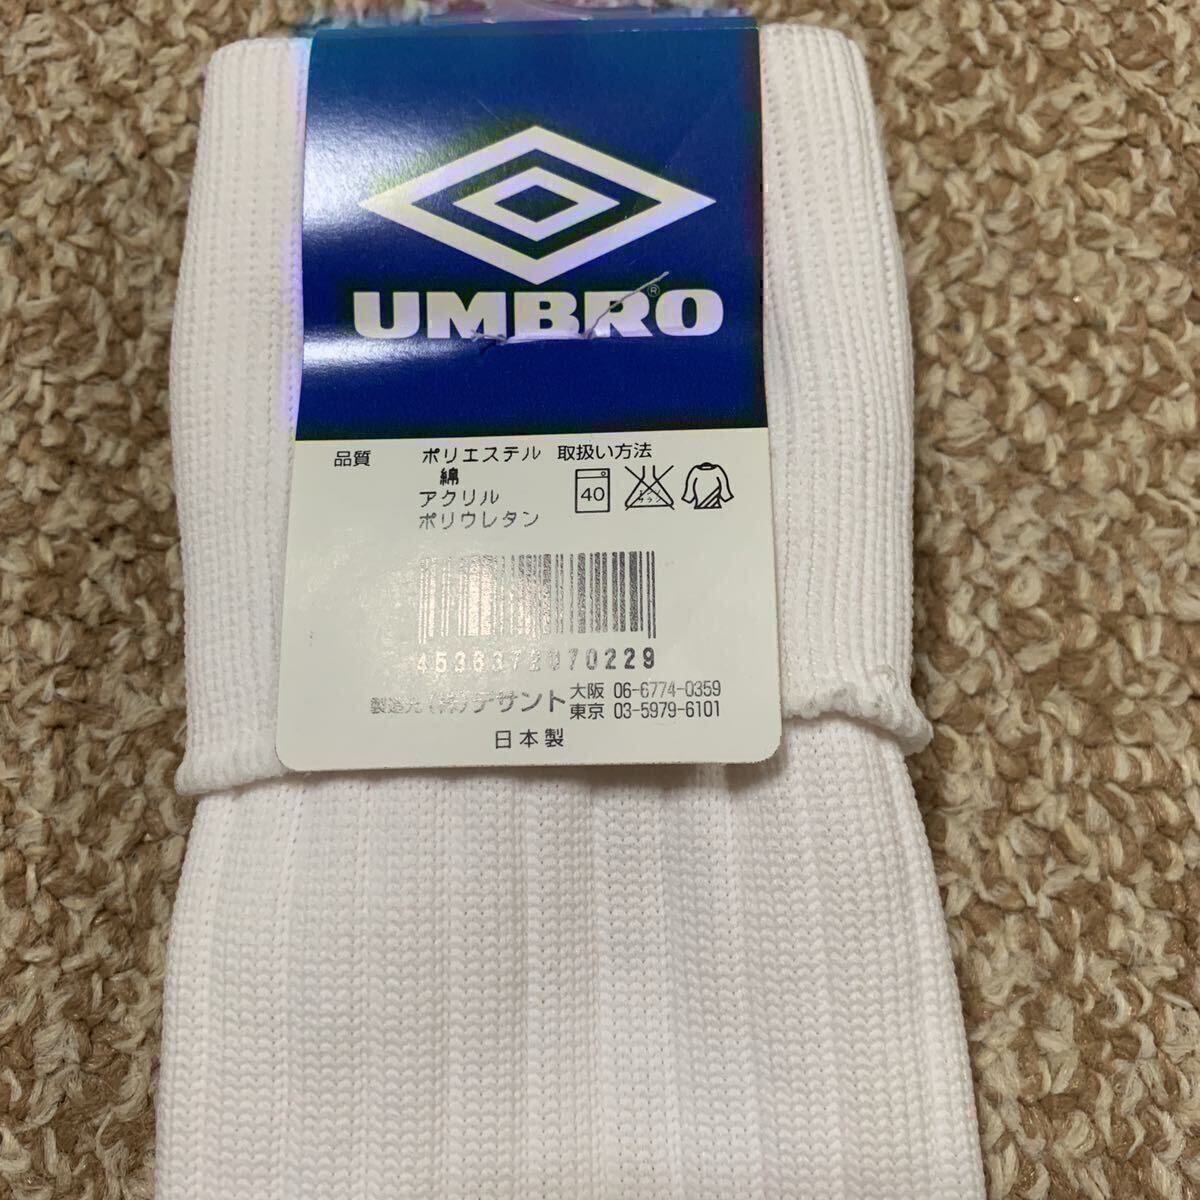 UMBRO®
品質 ポリエステル 取扱い方法
綿
アクリル
ポリウレタン
40
4538372070229
製造元(株)デサント 大阪 06-6774-0359
東京 03-5979-6101
日本製